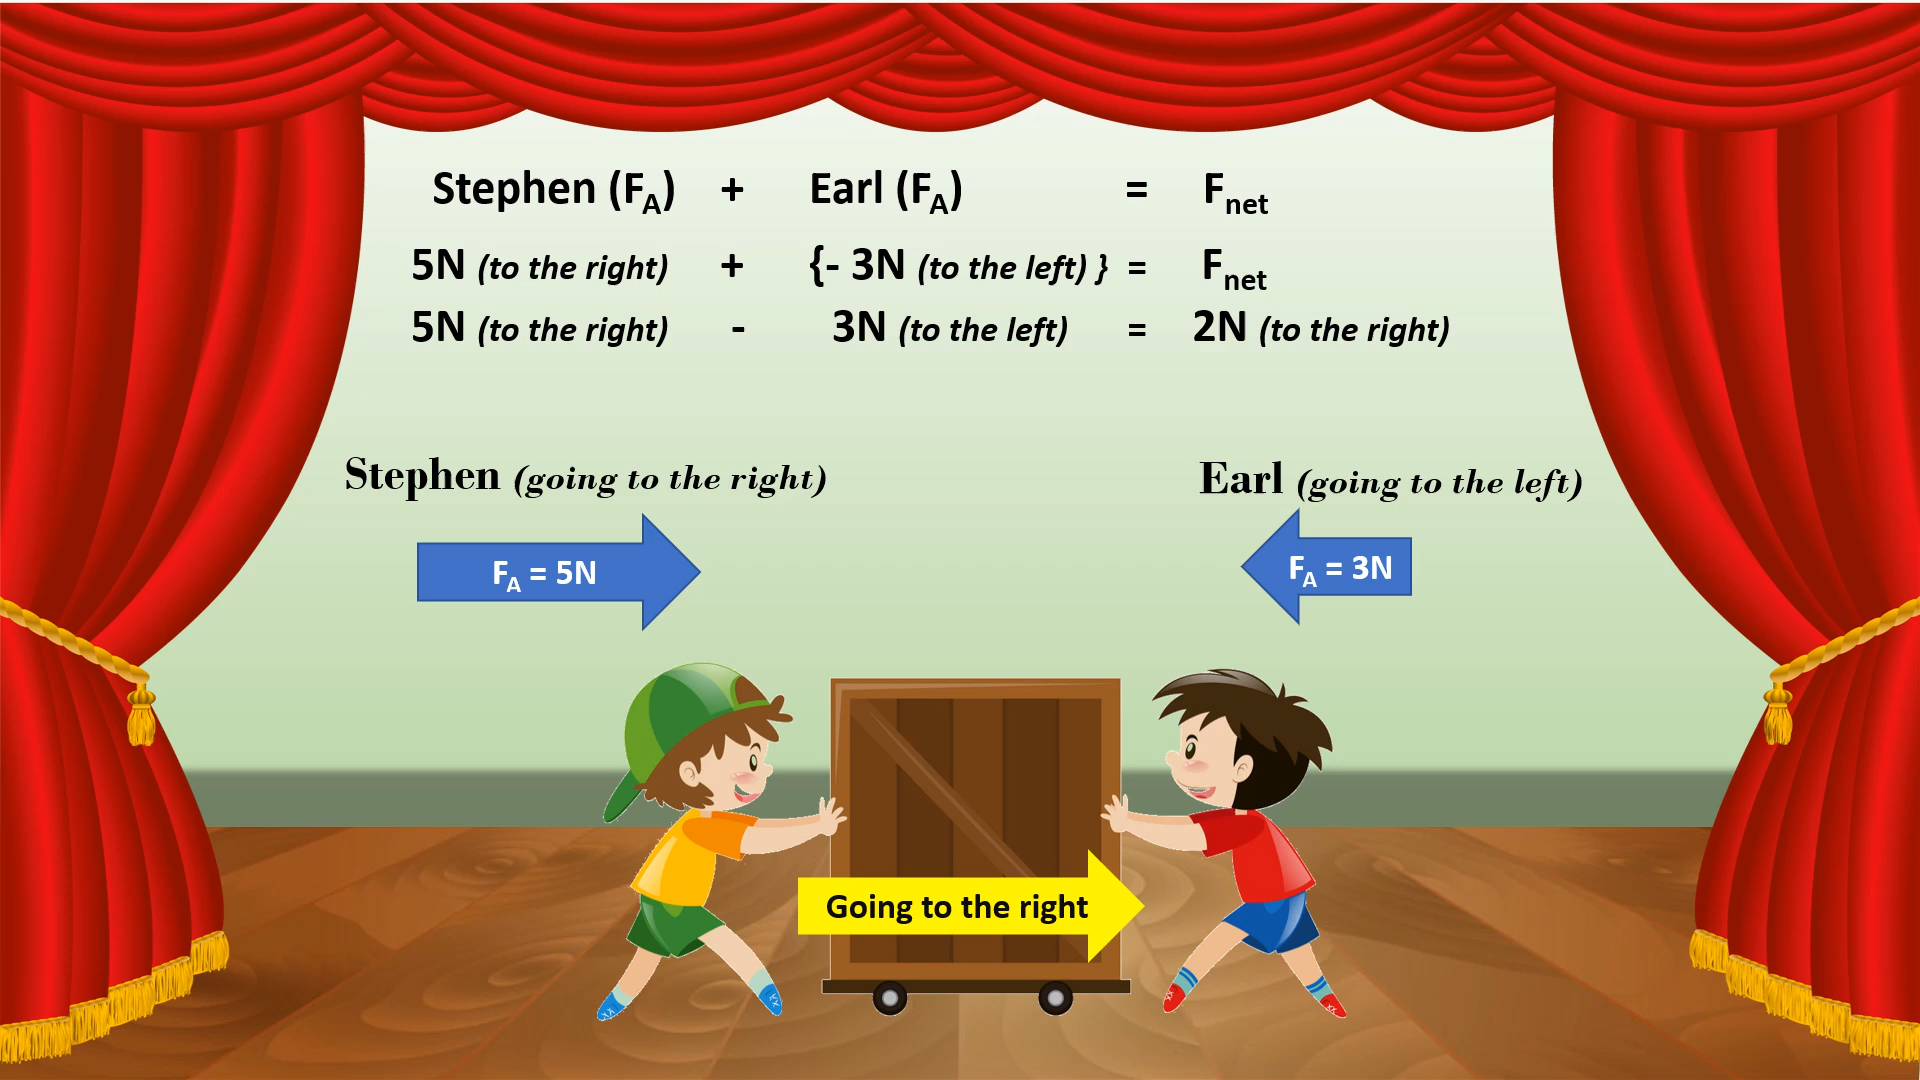 Stephen (FA) + Earl (FA) = Fnet
5N (to the right) + {- 3N (to the left) } = Fnet
5N (to the right) - 3N (to the left) = 2N (to the right)
Stephen (going to the right)
Earl (going to the left)
FA = 5N
FA = 3N
Going to the right